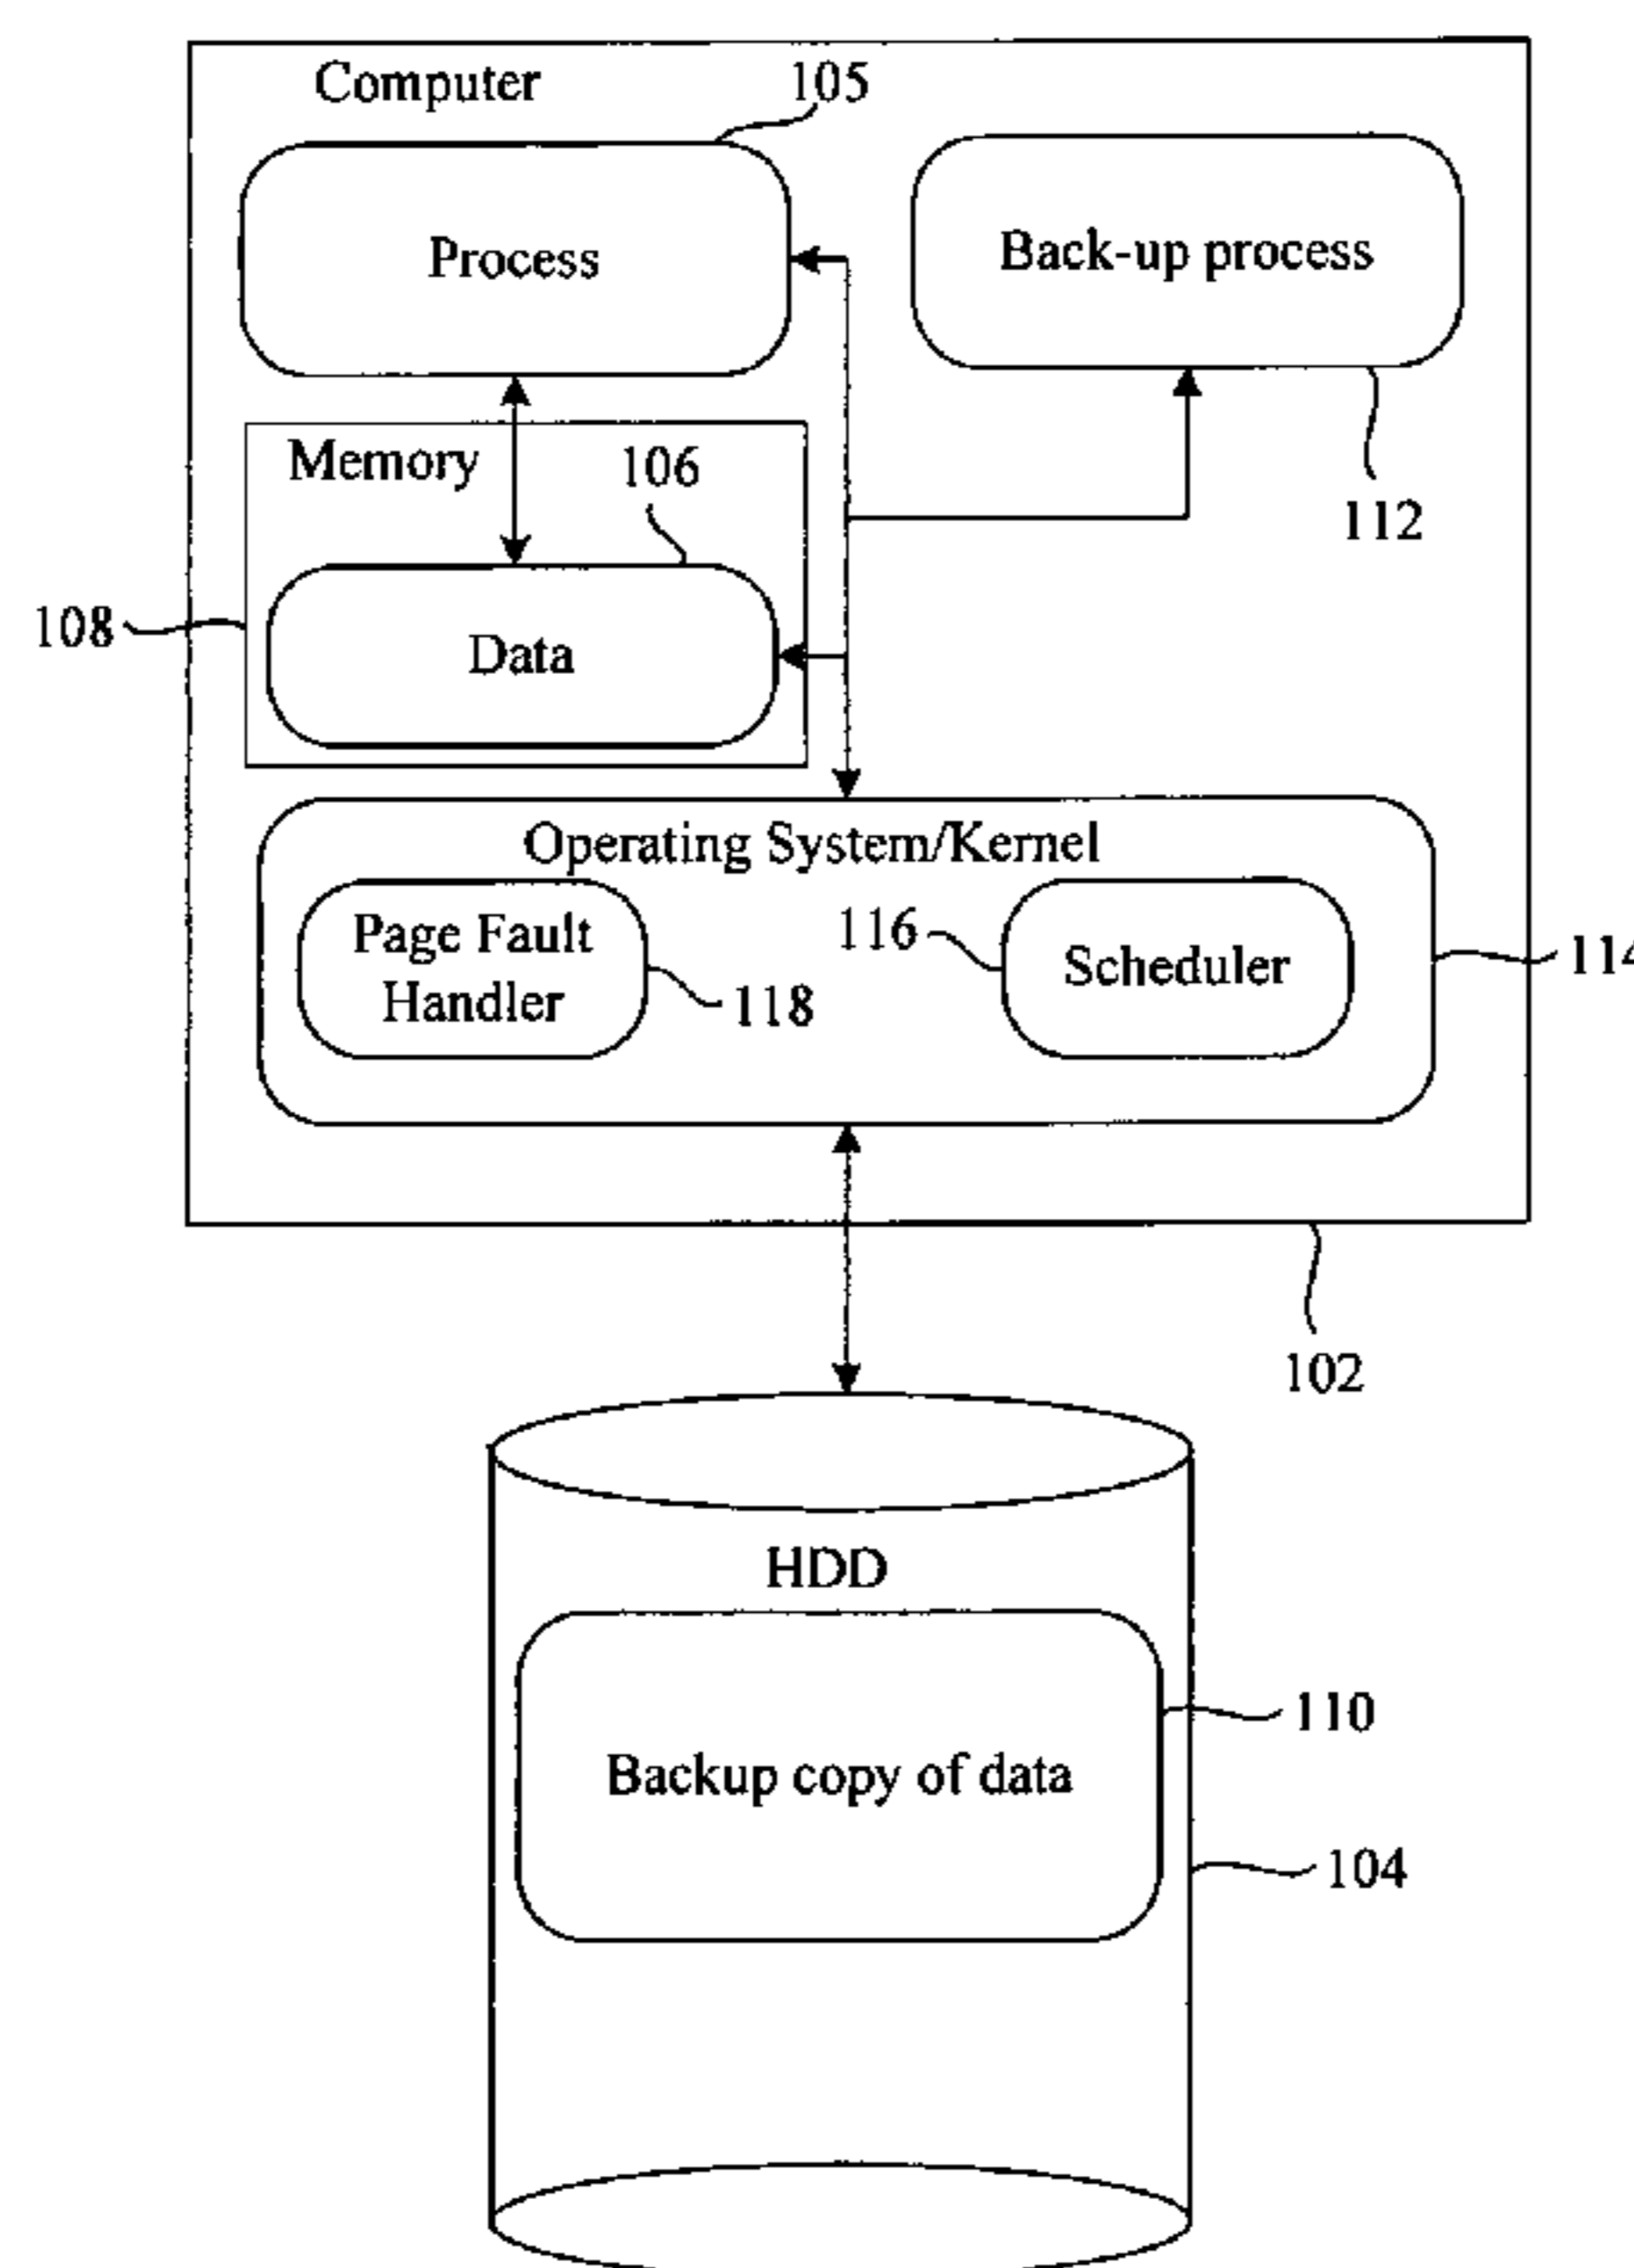 Computer
105
Process
Back-up process
Memory
106
112
108
Data
Operating System/Kernel
Page Fault
Handler
116
Scheduler
114
118
102
HDD
110
Backup copy of data
104